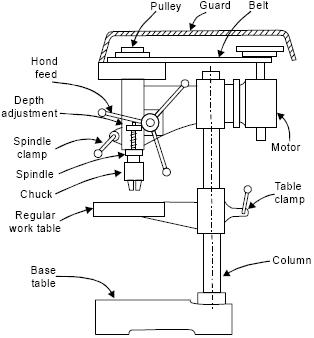 Pulley
Guard
Belt
Hond
feed
Depth
adjustment
Spindle
clamp
Spindle
Chuck
Regular
work table
Base
table
Motor
Table
clamp
Column